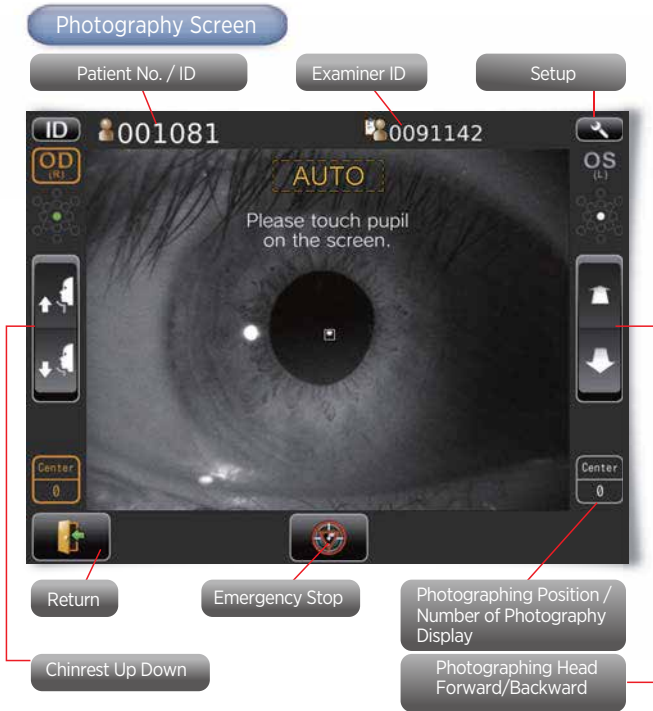 Photography Screen
Patient No. / ID
Examiner ID
Setup
ID
001081
0091142
OD
(R)
AUTO
OS
(L)
Please touch pupil
on the screen.
Center
0
Center
0
Return
Emergency Stop
Photographing Position /
Number of Photography
Display
Chinrest Up Down
Photographing Head
Forward/Backward